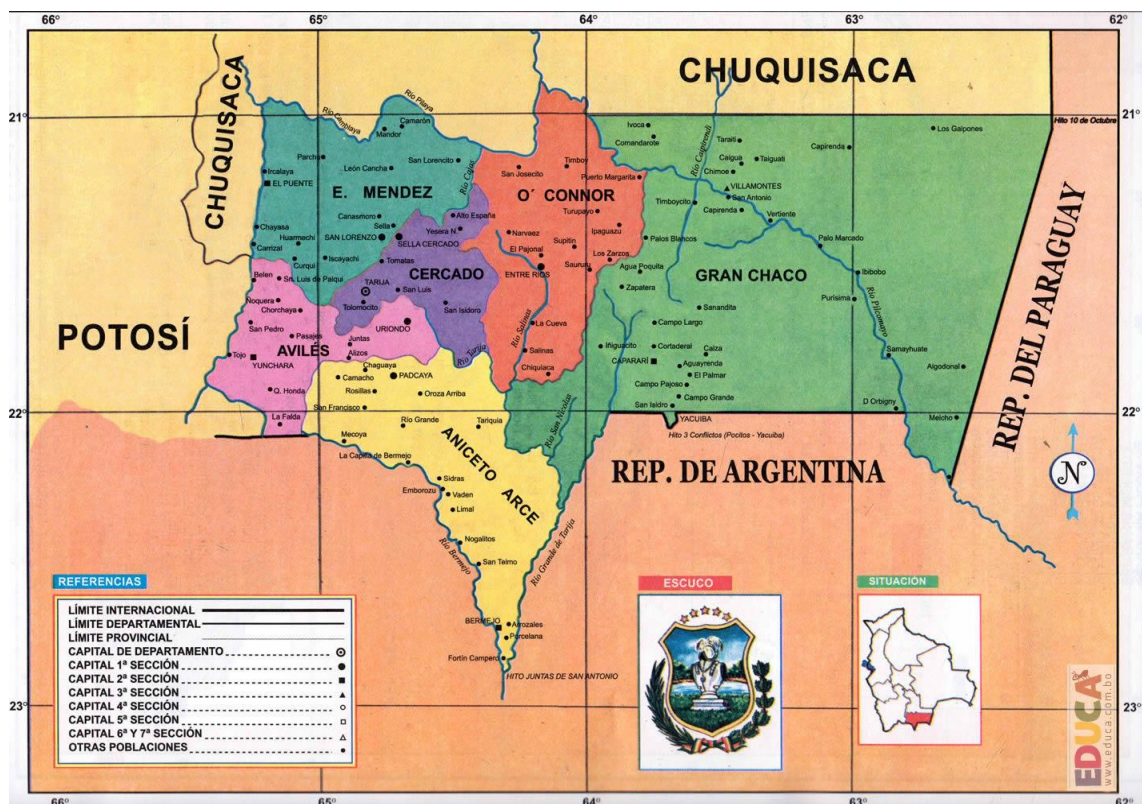 66°
65°
64°
63°
62°
CHUQUISACA
CHUQUISACA
21°
21°
Hito 10 de Octubre
POTOSÍ
REP. DEL PARAGUAY
REP. DE ARGENTINA
22°
22°
23°
23°
E. MENDEZ
Río Camblaya
Río Pilaya
Camarón
Mandor
Parcha
León Cancha
San Lorencito
Ircalaya
EL PUENTE
Río Cajas
Canasmoro
Sella
SAN LORENZO
Chayasa
Huarmechi
Carrizal
Curqui
Iscayachi
Tomatas
Sn. Luis de Palqui
CERCADO
Alto España
Yesera N.
SELLA CERCADO
TARIJA
San Luis
Tolomocito
San Isidoro
Río Tarija
AVILÉS
Belen
Ñoquera
Chorchaya
San Pedro
Pasajes
Juntas
URIONDO
Alizos
Tojo
YUNCHARA
Q. Honda
La Falda
O´ CONNOR
Timboy
San Josecito
Puerto Margarita
Turupayo
Narvaez
Ipaguazu
Supitin
El Pajonal
ENTRE RIOS
Saururu
Los Zarzos
La Cueva
Río Salinas
Salinas
Chiquiaca
GRAN CHACO
Ivoca
Comandarote
Río Caipirendi
Taraiti
Caigua
Taiguati
Chimoe
Capirenda
Los Galpones
VILLAMONTES
San Antonio
Timboycito
Capirenda
Vertiente
Palos Blancos
Palo Marcado
Agua Poquita
Ibibobo
Zapatera
Purísima
Río Pilcomayo
Sanandita
Campo Largo
Iñiguacito
Cortaderal
Caiza
CAPARARÍ
Aguayrenda
El Palmar
Campo Pajoso
Campo Grande
San Isidro
YACUIBA
Hito 3 Conflictos (Pocitos - Yacuiba)
Samayhuate
Algodonal
D Orbigny
Melcho
Río San Nicolas
Río Grande de Tarija
ANICETO ARCE
Chaguaya
Camacho
PADCAYA
Rosillas
Oroza Arriba
San Francisco
Río Grande
Tariquia
Mecoya
La Capilla de Bermejo
Sidras
Emborozu
Vaden
Limal
Nogalitos
Río Bermejo
San Telmo
BERMEJO
Arrozales
Porcelana
Fortín Campero
HITO JUNTAS DE SAN ANTONIO
N
REFERENCIAS
LÍMITE INTERNACIONAL
LÍMITE DEPARTAMENTAL
LÍMITE PROVINCIAL
CAPITAL DE DEPARTAMENTO
CAPITAL 1ª SECCIÓN
CAPITAL 2ª SECCIÓN
CAPITAL 3ª SECCIÓN
CAPITAL 4ª SECCIÓN
CAPITAL 5ª SECCIÓN
CAPITAL 6ª Y 7ª SECCIÓN
OTRAS POBLACIONES
ESCUCO
SITUACIÓN
EDUCA
www.educa.com.bo
66°
65°
64°
63°
62°